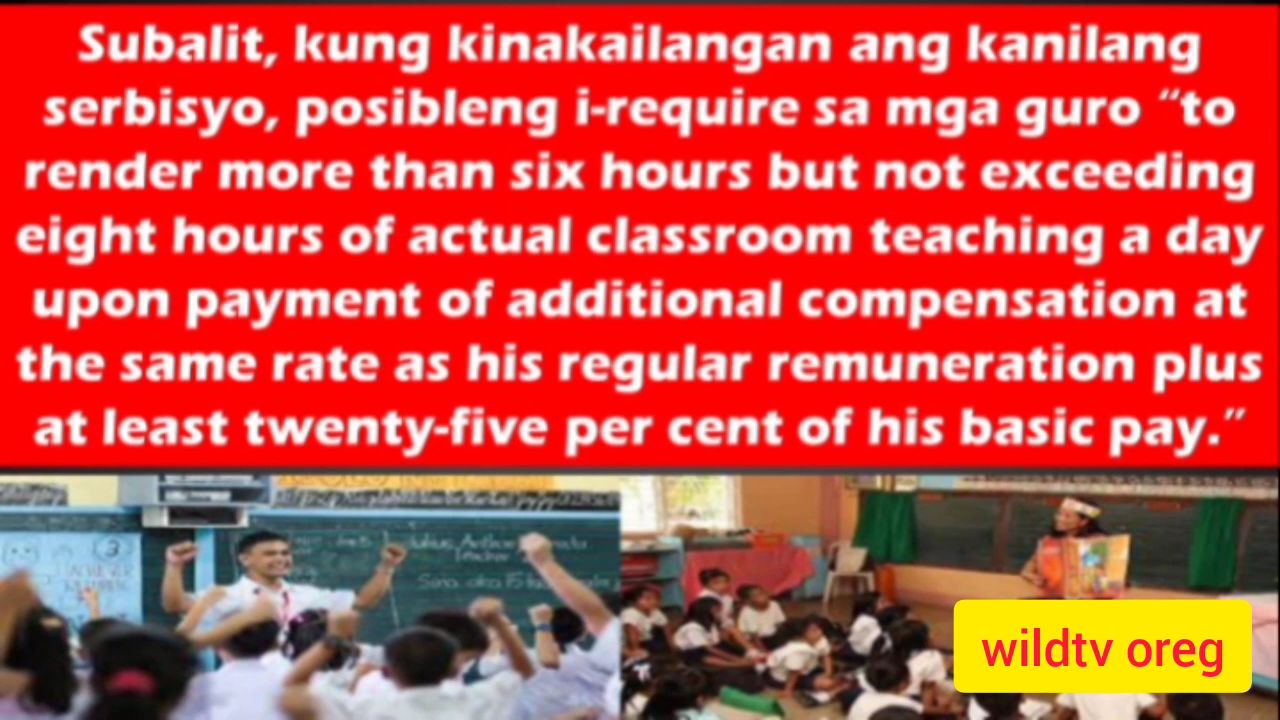 Subalit, kung kinakailangan ang kanilang
serbisyo, posibleng i-require sa mga guro “to
render more than six hours but not exceeding
eight hours of actual classroom teaching a day
upon payment of additional compensation at
the same rate as his regular remuneration plus
at least twenty-five per cent of his basic pay.”
wildtv oreg